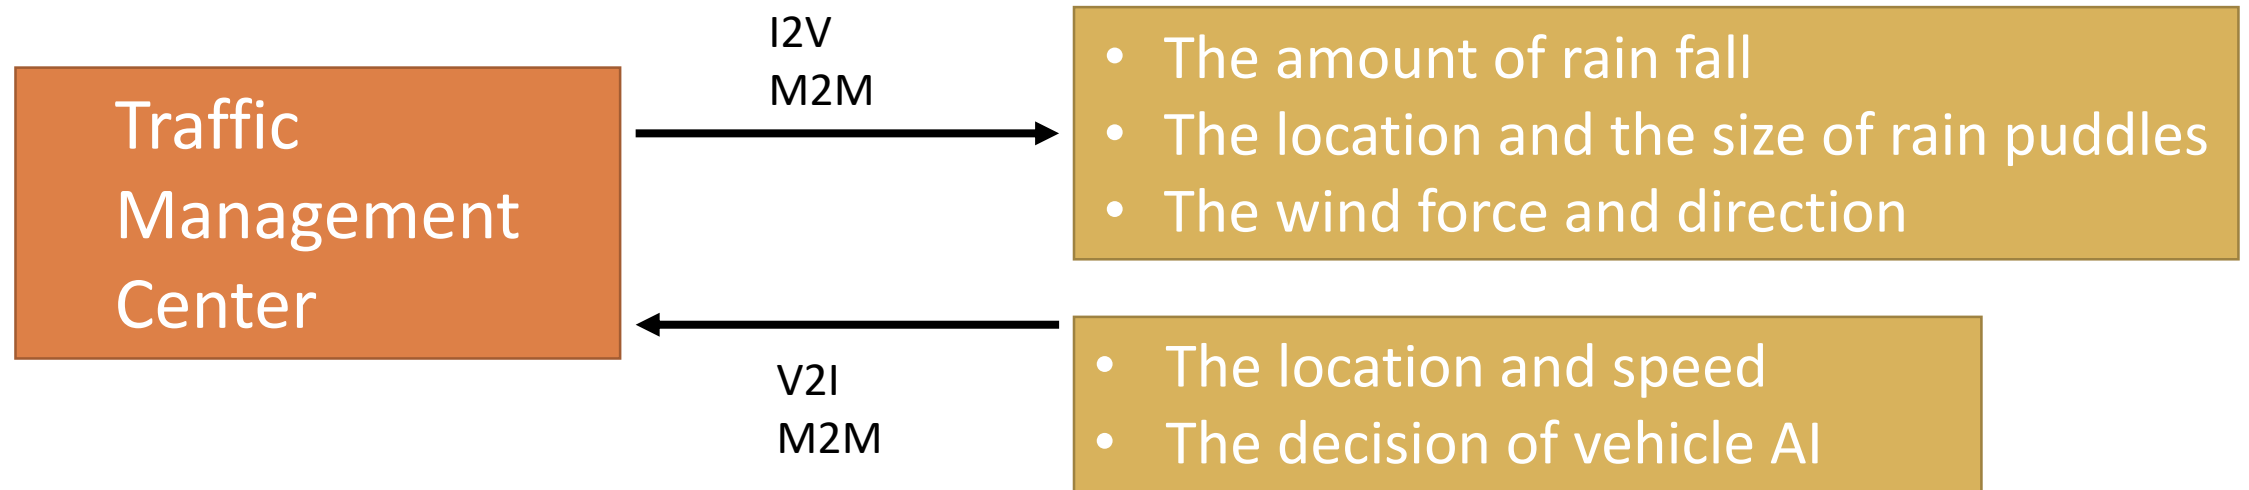 Traffic
Management
Center
I2V
M2M
• The amount of rain fall
• The location and the size of rain puddles
• The wind force and direction
V2I
M2M
• The location and speed
• The decision of vehicle AI